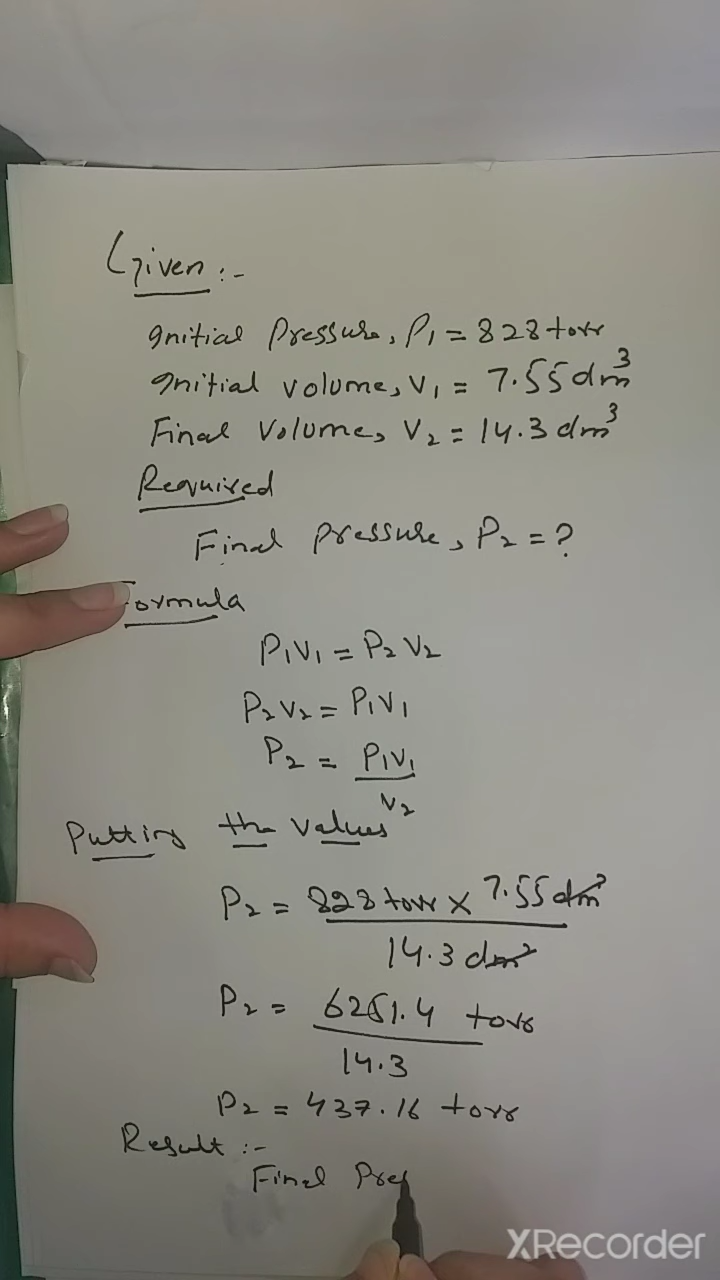 Given :-
Initial Pressure, P₁ = 828 torr
Initial volume, V₁ = 7.55 dm³
Final Volume, V₂ = 14.3 dm³
Required
Final pressure, P₂ = ?
Formula
P₁V₁ = P₂V₂
P₂V₂ = P₁V₁
P₂ = P₁V₁
V₂
Putting the values
P₂ = 828 torr × 7.55 dm³
14.3 dm³
P₂ = 6251.4 torr
14.3
P₂ = 437.16 torr
Result :-
Final Pres
XRecorder